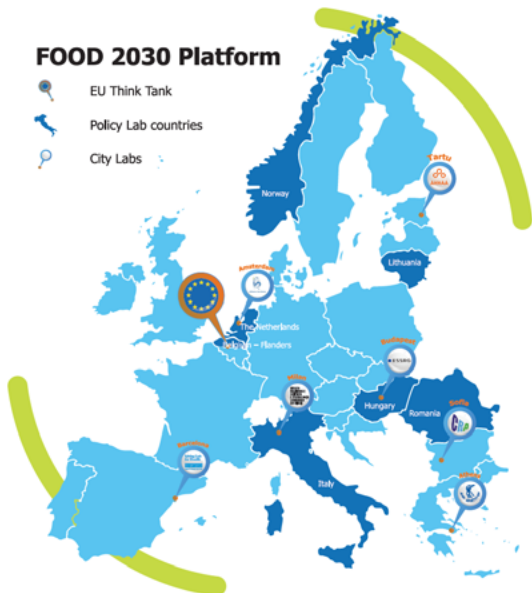 FOOD 2030 Platform
EU Think Tank
Policy Lab countries
City Labs
Tartu
Norway
Lithuania
Amsterdam
The Netherlands
Belgium – Flanders
Budapest
Milan
Hungary
Romania
Sofia
Barcelona
Italy